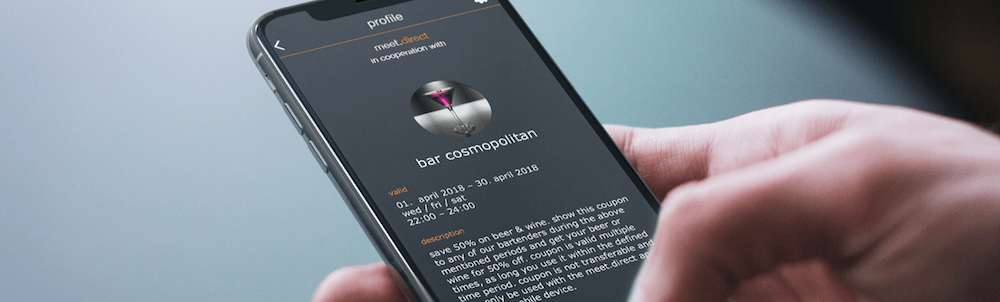 profile
meet.direct
in cooperation with
bar cosmopolitan
valid
01. april 2018 – 30. april 2018
wed / fri / sat
22:00 – 24:00
description
save 50% on beer & wine. show this coupon
to any of our bartenders during the above
mentioned periods and get your beer or
wine for 50% off. coupon is valid multiple
times, as long you use it within the defined
time period. coupon is not transferable and
only be used with the meet.direct
mobile device.